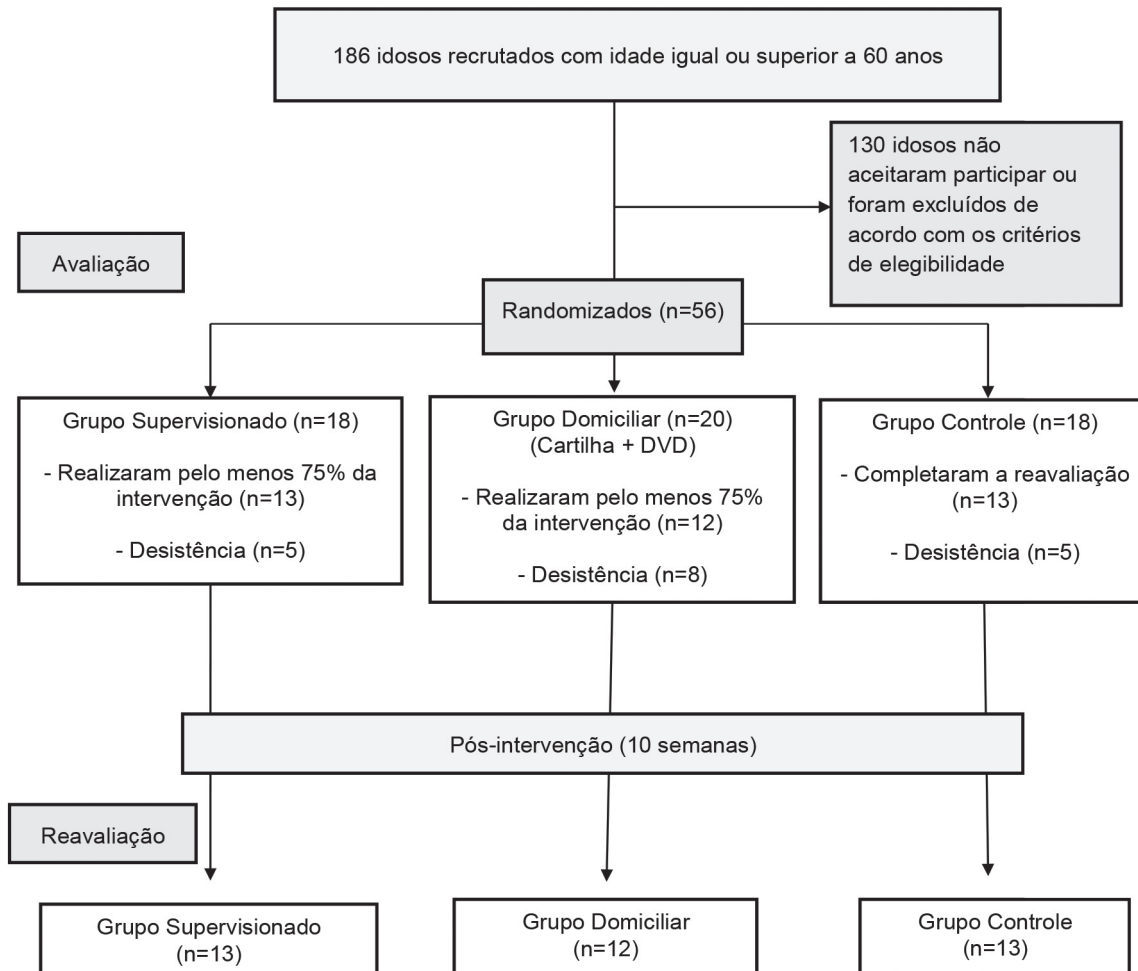 186 idosos recrutados com idade igual ou superior a 60 anos
130 idosos não
aceitaram participar ou
foram excluídos de
acordo com os critérios
de elegibilidade
Avaliação
Randomizados (n=56)
Grupo Supervisionado (n=18)
- Realizaram pelo menos 75% da
intervenção (n=13)
- Desistência (n=5)
Grupo Domiciliar (n=20)
(Cartilha + DVD)
- Realizaram pelo menos 75%
da intervenção (n=12)
- Desistência (n=8)
Grupo Controle (n=18)
- Completaram a reavaliação
(n=13)
- Desistência (n=5)
Pós-intervenção (10 semanas)
Reavaliação
Grupo Supervisionado
(n=13)
Grupo Domiciliar
(n=12)
Grupo Controle
(n=13)